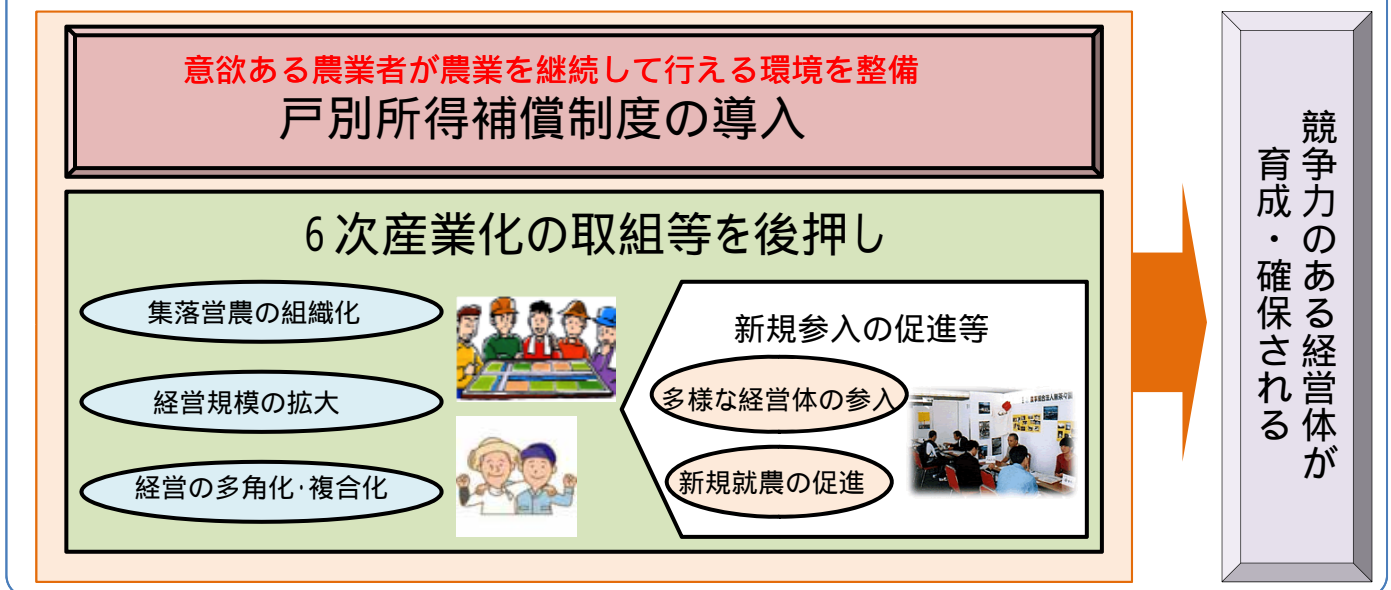 意欲ある農業者が農業を継続して行える環境を整備
戸別所得補償制度の導入
6次産業化の取組等を後押し
集落営農の組織化
経営規模の拡大
経営の多角化・複合化
新規参入の促進等
多様な経営体の参入
新規就農の促進
競争力のある経営体が
育成・確保される